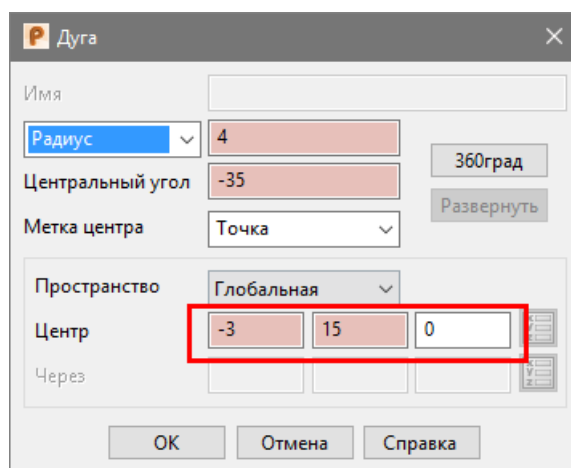 Дуга
Имя
Радиус 4
360град
Центральный угол -35
Развернуть
Метка центра Точка
Пространство Глобальная
Центр -3 15 0
Через
OK Отмена Справка